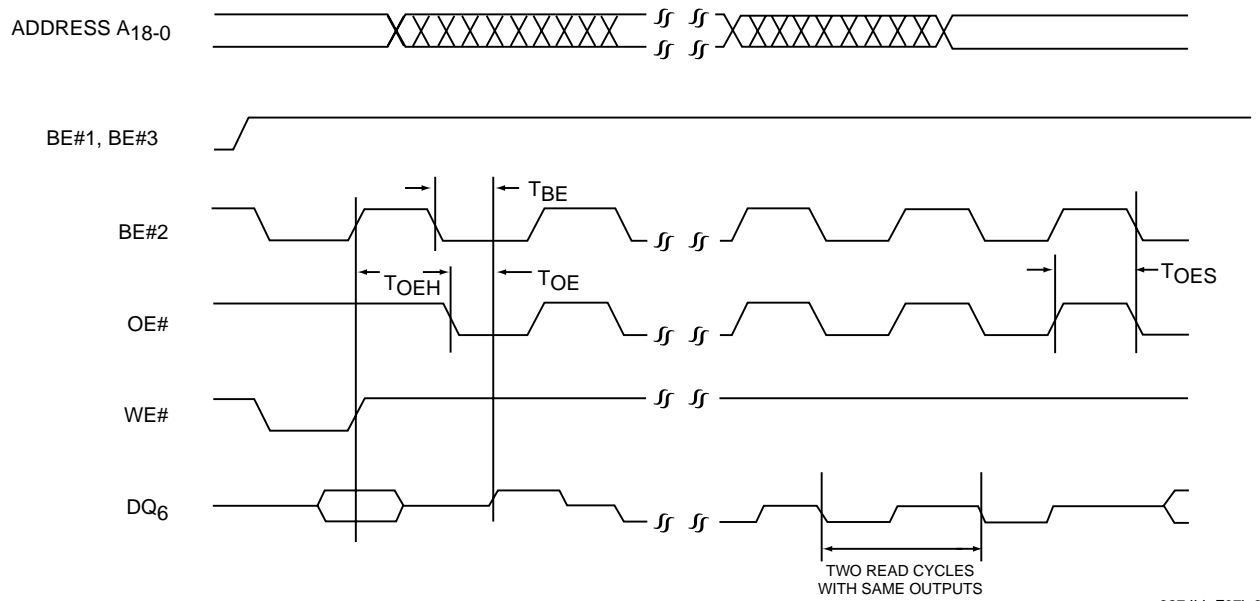 ADDRESS A18-0
BE#1, BE#3
TBE
BE#2
TOEH
TOE
TOES
OE#
WE#
DQ6
TWO READ CYCLES
WITH SAME OUTPUTS